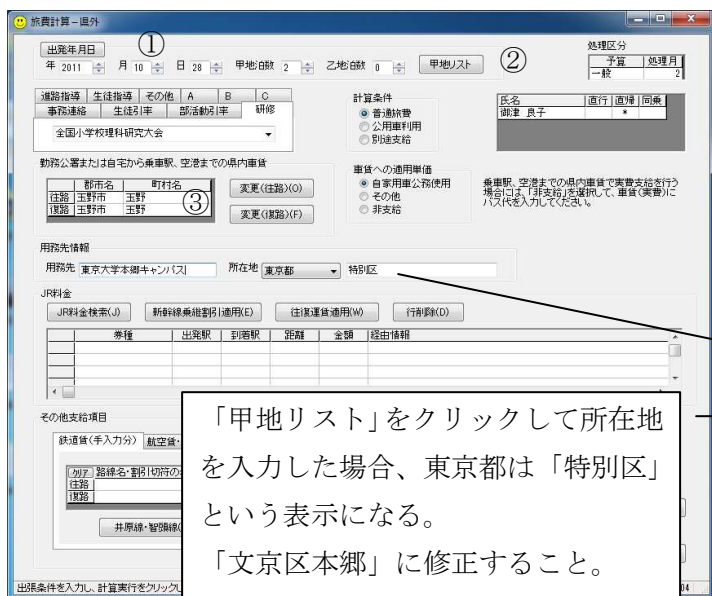 旅費計算－県外
出発年月日 ①
年 2011 月 10 日 28 甲地泊数 2 乙地泊数 0 甲地リスト ②
処理区分
予算 処理月
一般 2
進路指導 生徒指導 その他 A B C
事務連絡 生徒引率 部活動引率 研修
全国小学校理科研究大会
計算条件
普通旅費
公用車利用
別途支給
氏名 直行 直帰 同乗
御津 良子 *
勤務公署または自宅から乗車駅、空港までの県内車賃
郡市名 町村名
往路 玉野市 玉野
復路 玉野市 玉野
③
変更(往路)(O)
変更(復路)(F)
車賃への適用単価
自家用車公務使用
その他
非支給
乗車駅、空港までの県内車賃で実費支給を行う
場合には、「非支給」を選択して、車賃(実費)に
バス代を入力してください。
用務先情報
用務先 東京大学本郷キャンパス 所在地 東京都 特別区
JR料金
JR料金検索(J) 新幹線乗継割引適用(E) 往復運賃適用(W) 行削除(D)
券種 出発駅 到着駅 距離 金額 経由情報
その他支給項目
鉄道賃(手入力分) 航空賃・
クリア 路線名・割引切符の
往路
復路
井原線・智頭線(
「甲地リスト」をクリックして所在地
を入力した場合、東京都は「特別区」
という表示になる。
「文京区本郷」に修正すること。
出張条件を入力し、計算実行をクリックし
04